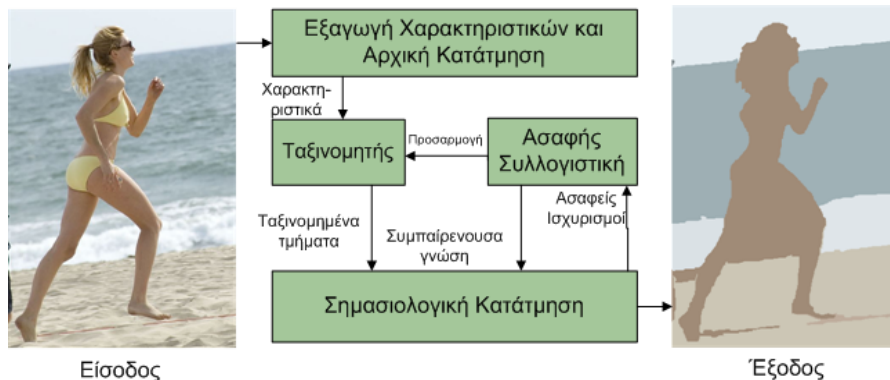 Εξαγωγή Χαρακτηριστικών και
Αρχική Κατάτμηση
Χαρακτη-
ριστικά
Ταξινομητής
Προσαρμογή
Ασαφής
Συλλογιστική
Ταξινομημένα
τμήματα
Συμπαίρενουσα
γνώση
Ασαφείς
Ισχυρισμοί
Σημασιολογική Κατάτμηση
Είσοδος
Έξοδος